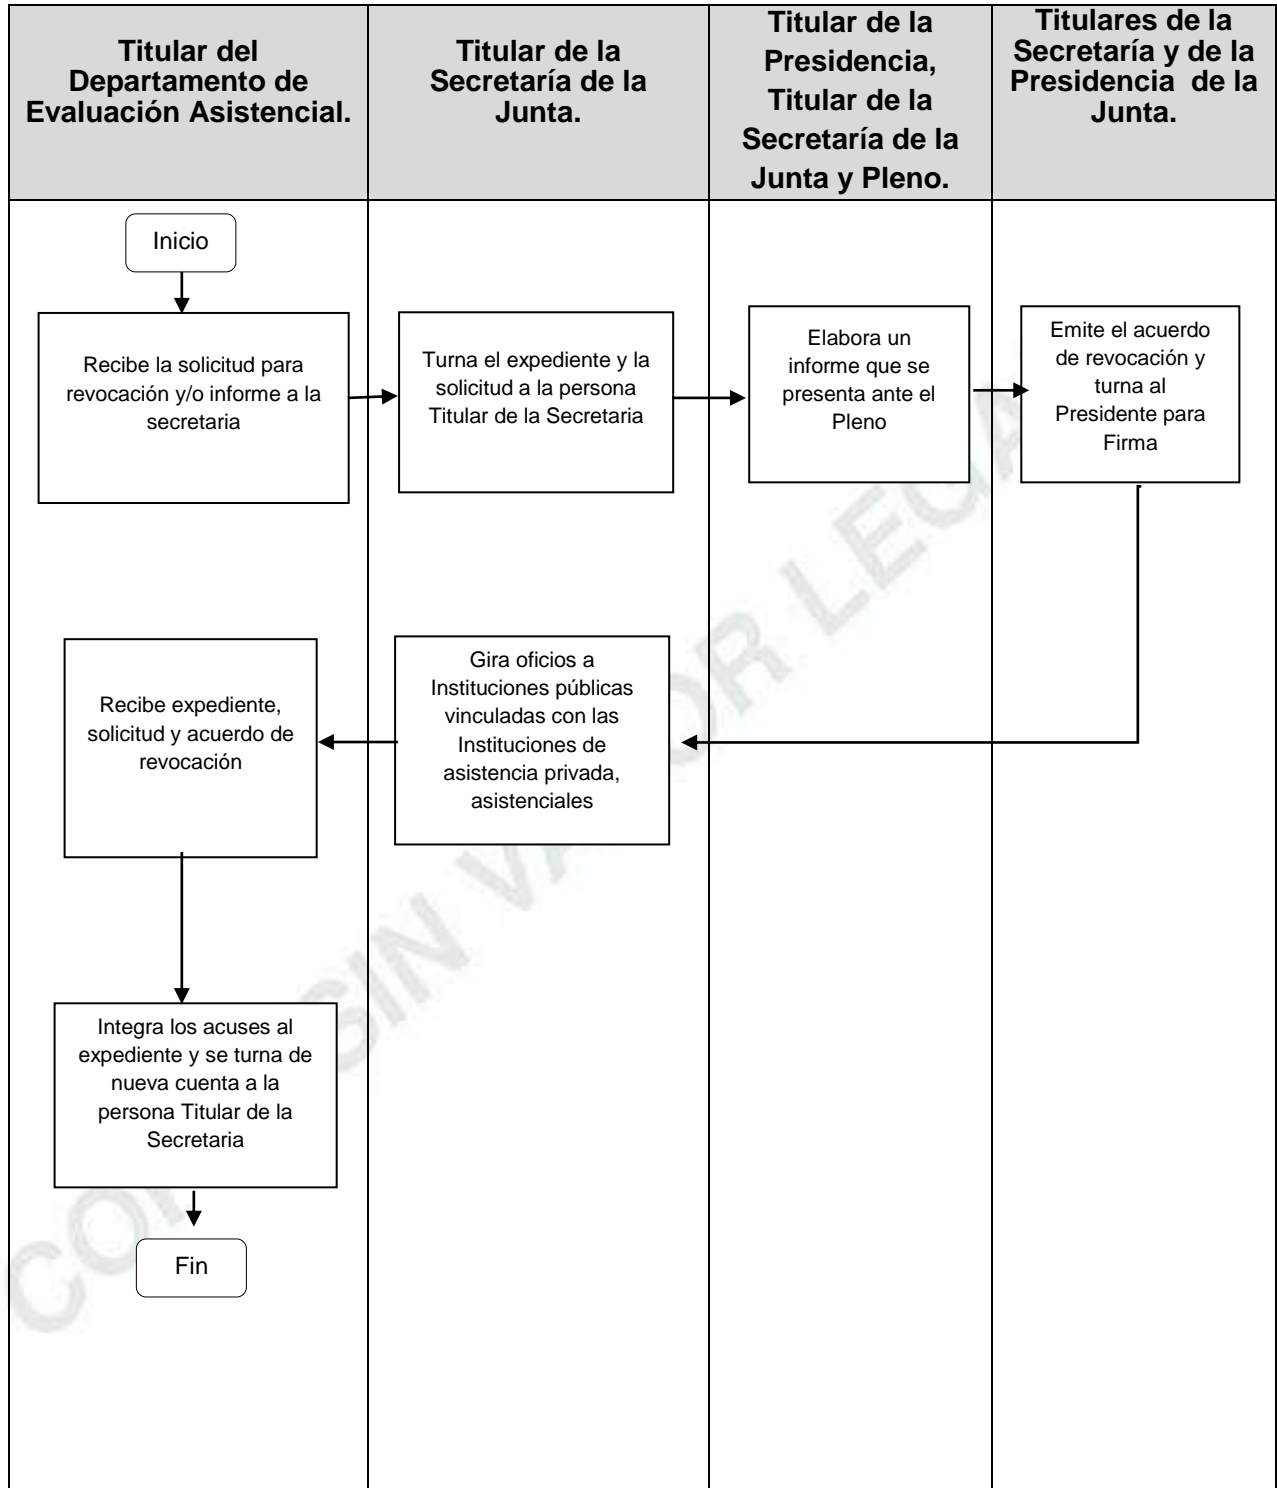 Titular del
Departamento de
Evaluación Asistencial.
Titular de la
Secretaría de la
Junta.
Titular de la
Presidencia,
Titular de la
Secretaría de la
Junta y Pleno.
Titulares de la
Secretaría y de la
Presidencia de la
Junta.
Inicio
Recibe la solicitud para
revocación y/o informe a la
secretaria
Turna el expediente y la
solicitud a la persona
Titular de la Secretaria
Elabora un
informe que se
presenta ante el
Pleno
Emite el acuerdo
de revocación y
turna al
Presidente para
Firma
Gira oficios a
Instituciones públicas
vinculadas con las
Instituciones de
asistencia privada,
asistenciales
Recibe expediente,
solicitud y acuerdo de
revocación
Integra los acuses al
expediente y se turna de
nueva cuenta a la
persona Titular de la
Secretaria
Fin
SIN